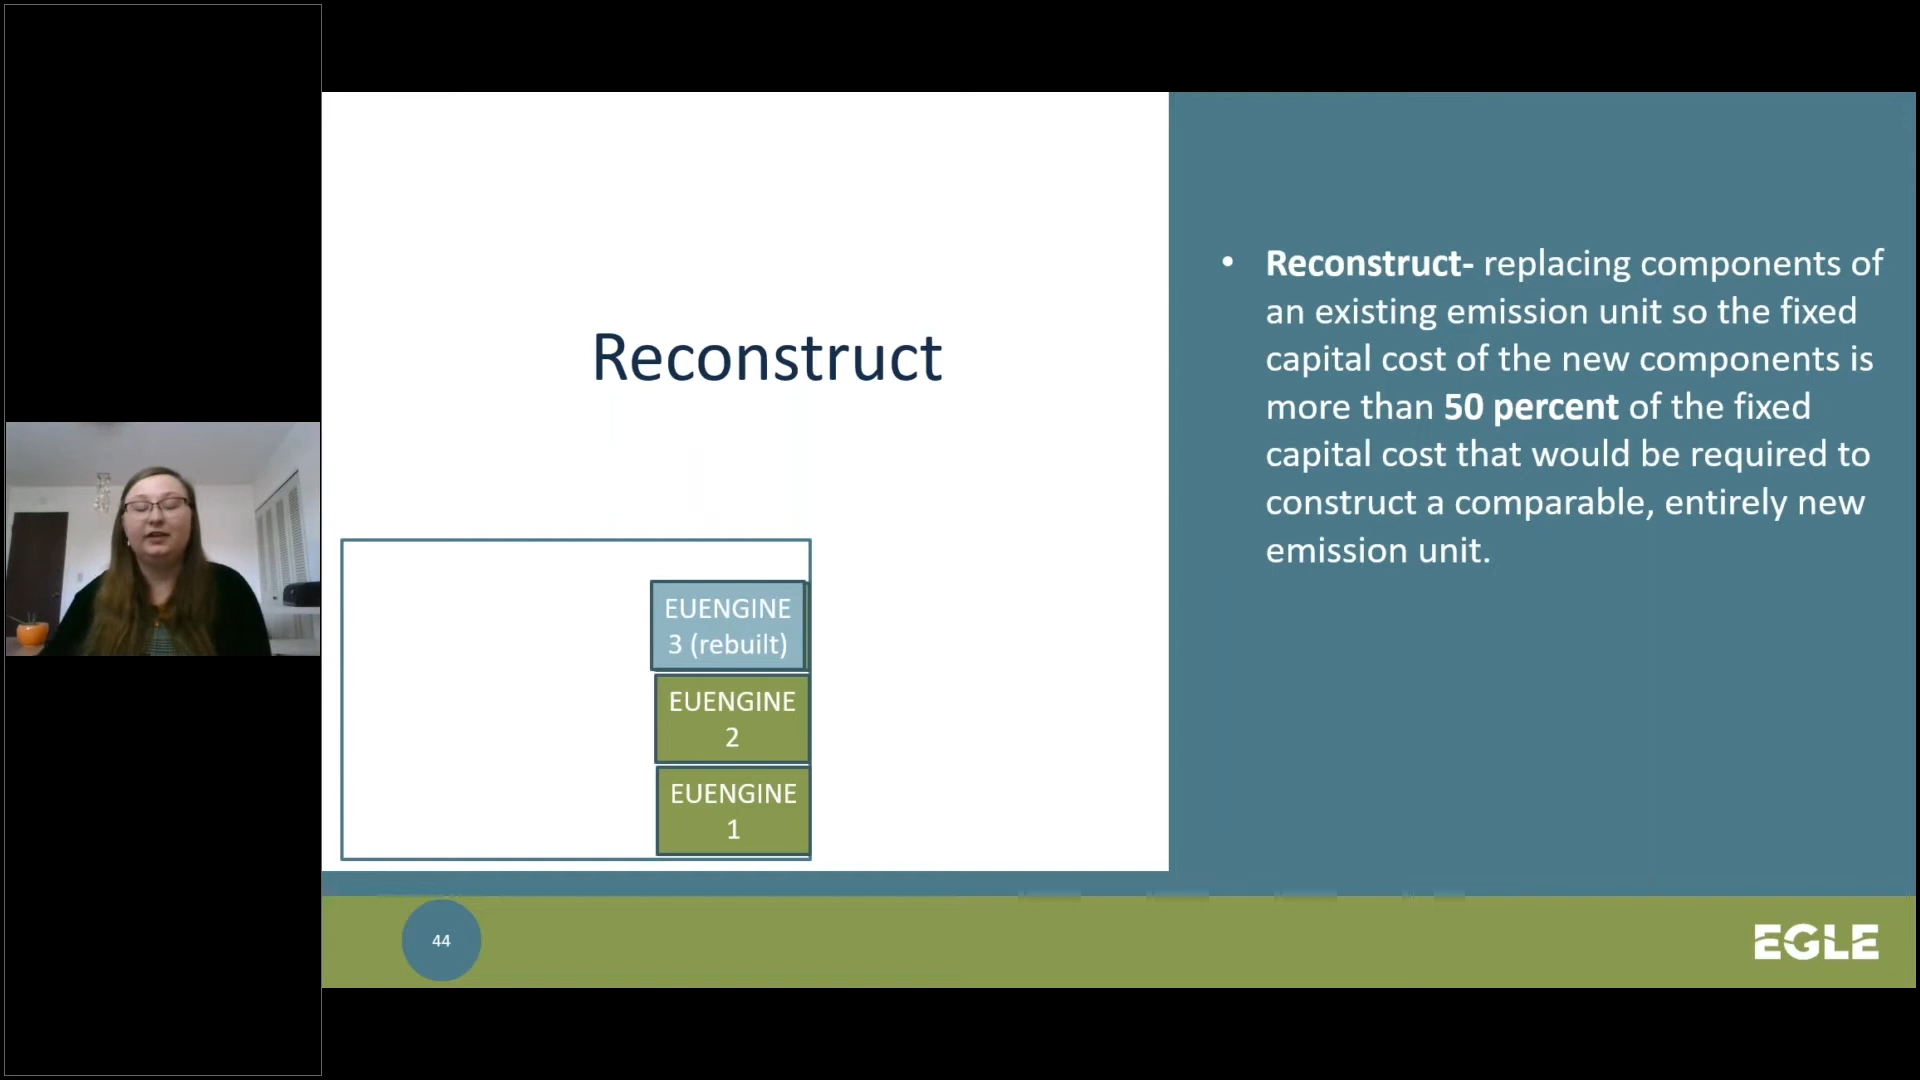 Reconstruct
EUENGINE
3 (rebuilt)
EUENGINE
2
EUENGINE
1
• Reconstruct- replacing components of
an existing emission unit so the fixed
capital cost of the new components is
more than 50 percent of the fixed
capital cost that would be required to
construct a comparable, entirely new
emission unit.
44
EGLE